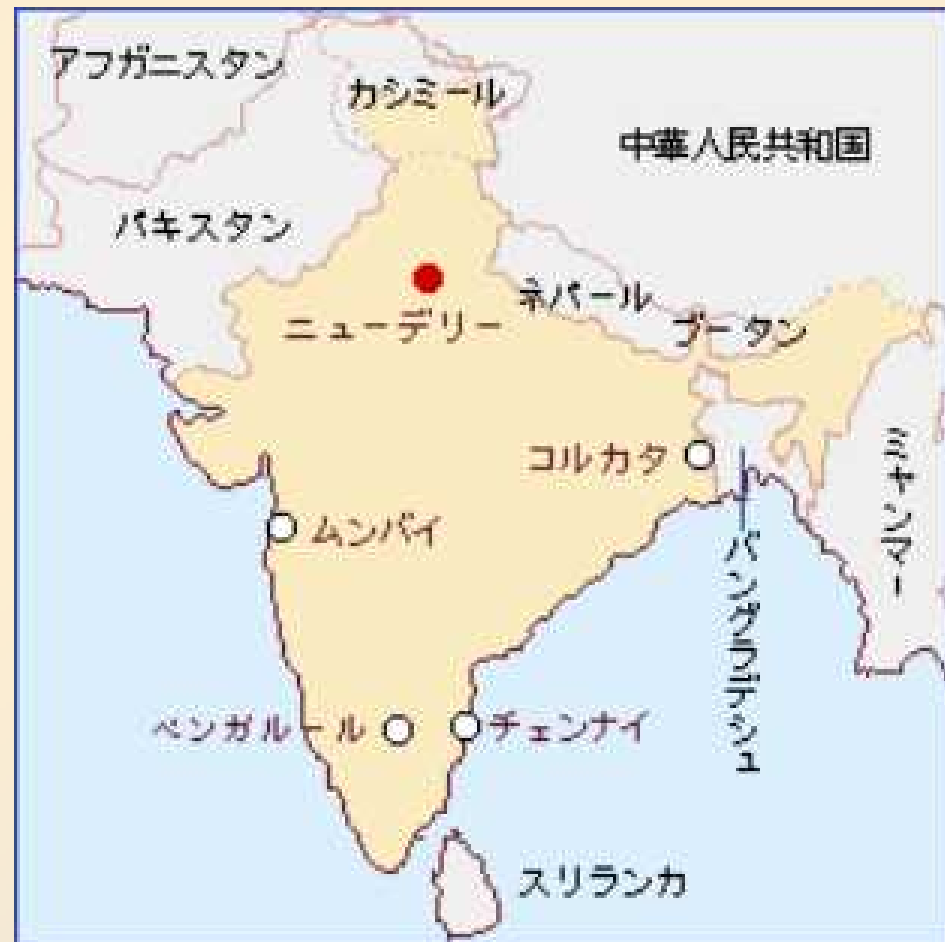 アフガニスタン
カシミール
中華人民共和国
パキスタン
ネパール
ニューデリー
ブータン
コルカタ
ミャンマー
ムンバイ
バングラデシュ
ベンガルール
チェンナイ
スリランカ